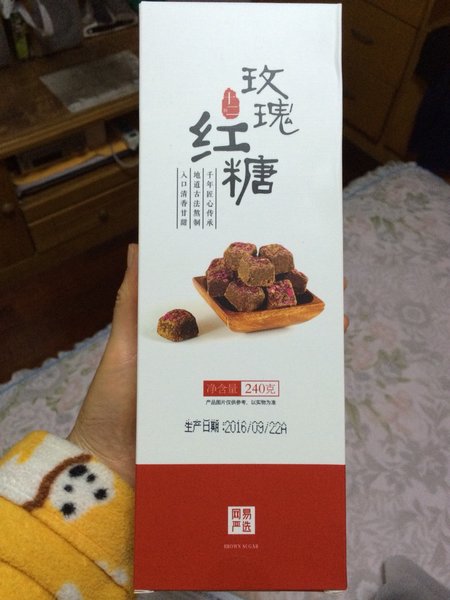 玫瑰
红糖
十二
千年匠心传承
地道古法熬制
入口清香甘甜
净含量 240克
产品图片仅供参考，以实物为准
生产日期:2016/09/22A
网易
严选
BROWN SUGAR